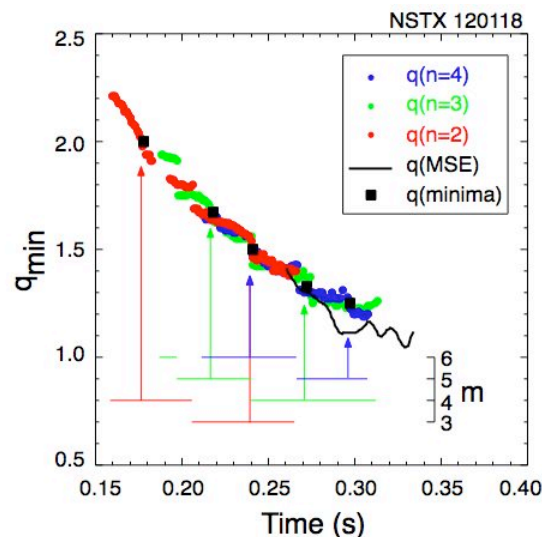 NSTX 120118
2.5
2.0
1.5
1.0
0.5
q_min
q(n=4)
q(n=3)
q(n=2)
q(MSE)
q(minima)
6
5
4
3
m
0.15
0.20
0.25
0.30
0.35
0.40
Time (s)